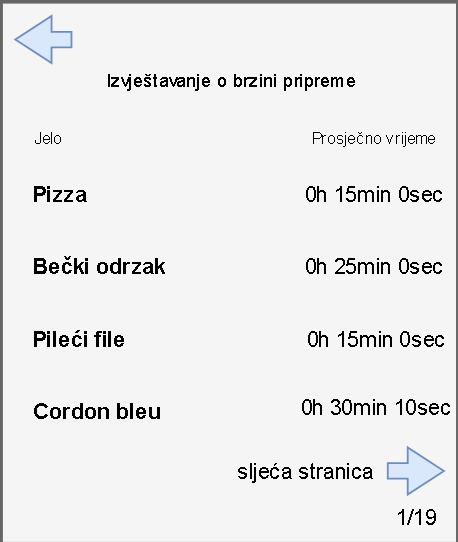 Izvještavanje o brzini pripreme
Jelo Prosječno vrijeme
Pizza 0h 15min 0sec
Bečki odrzak 0h 25min 0sec
Pileći file 0h 15min 0sec
Cordon bleu 0h 30min 10sec
sljeća stranica
1/19